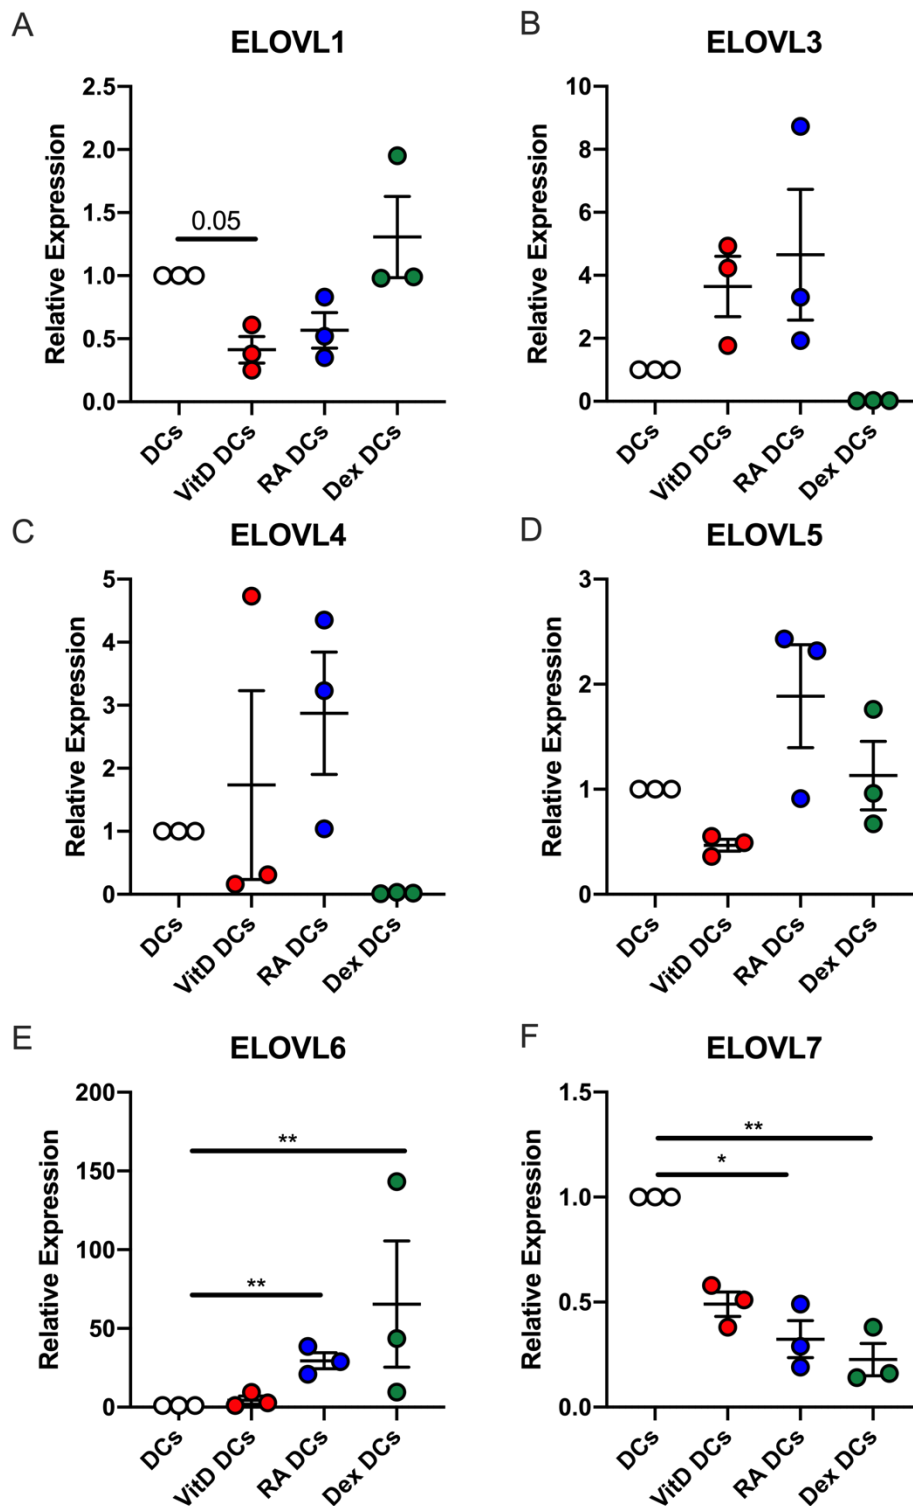 A
ELOVL1
Relative Expression
2.5
2.0
1.5
1.0
0.5
0.0
0.05
DCs
VitD DCs
RA DCs
Dex DCs
B
ELOVL3
Relative Expression
10
8
6
4
2
0
DCs
VitD DCs
RA DCs
Dex DCs
C
ELOVL4
Relative Expression
5
4
3
2
1
0
DCs
VitD DCs
RA DCs
Dex DCs
D
ELOVL5
Relative Expression
3
2
1
0
DCs
VitD DCs
RA DCs
Dex DCs
E
ELOVL6
Relative Expression
200
150
100
50
0
**
**
DCs
VitD DCs
RA DCs
Dex DCs
F
ELOVL7
Relative Expression
1.5
1.0
0.5
0.0
**
*
DCs
VitD DCs
RA DCs
Dex DCs